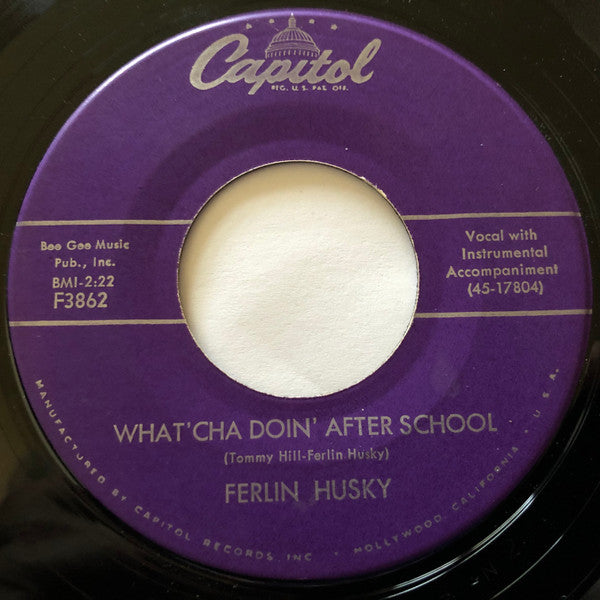 Capitol
REG. U.S. PAT. OFF.
Bee Gee Music
Pub., Inc.
BMI-2:22
F3862
Vocal with
Instrumental
Accompaniment
(45-17804)
WHAT'CHA DOIN' AFTER SCHOOL
(Tommy Hill-Ferlin Husky)
FERLIN HUSKY
MANUFACTURED BY CAPITOL RECORDS, INC. • HOLLYWOOD, CALIFORNIA • U.S.A.